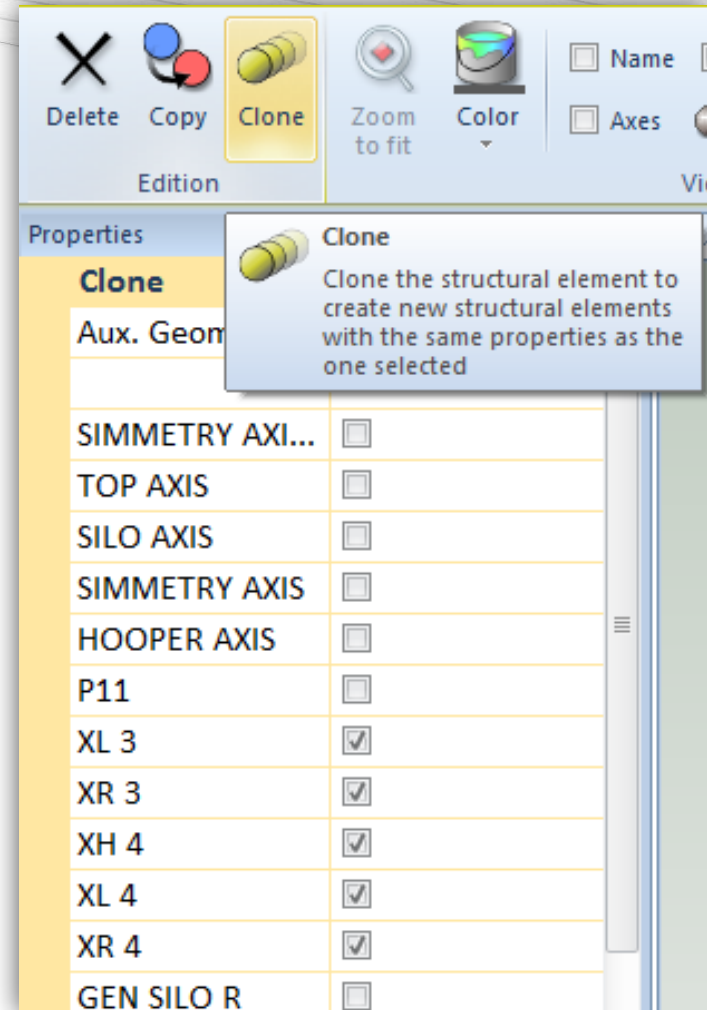 Delete Copy Clone Zoom to fit Color Name
Axes
Edition
Properties
Clone
Clone the structural element to
create new structural elements
with the same properties as the
one selected
Clone
Aux. Geom
SIMMETRY AXI...
TOP AXIS
SILO AXIS
SIMMETRY AXIS
HOOPER AXIS
P11
XL 3
XR 3
XH 4
XL 4
XR 4
GEN SILO R